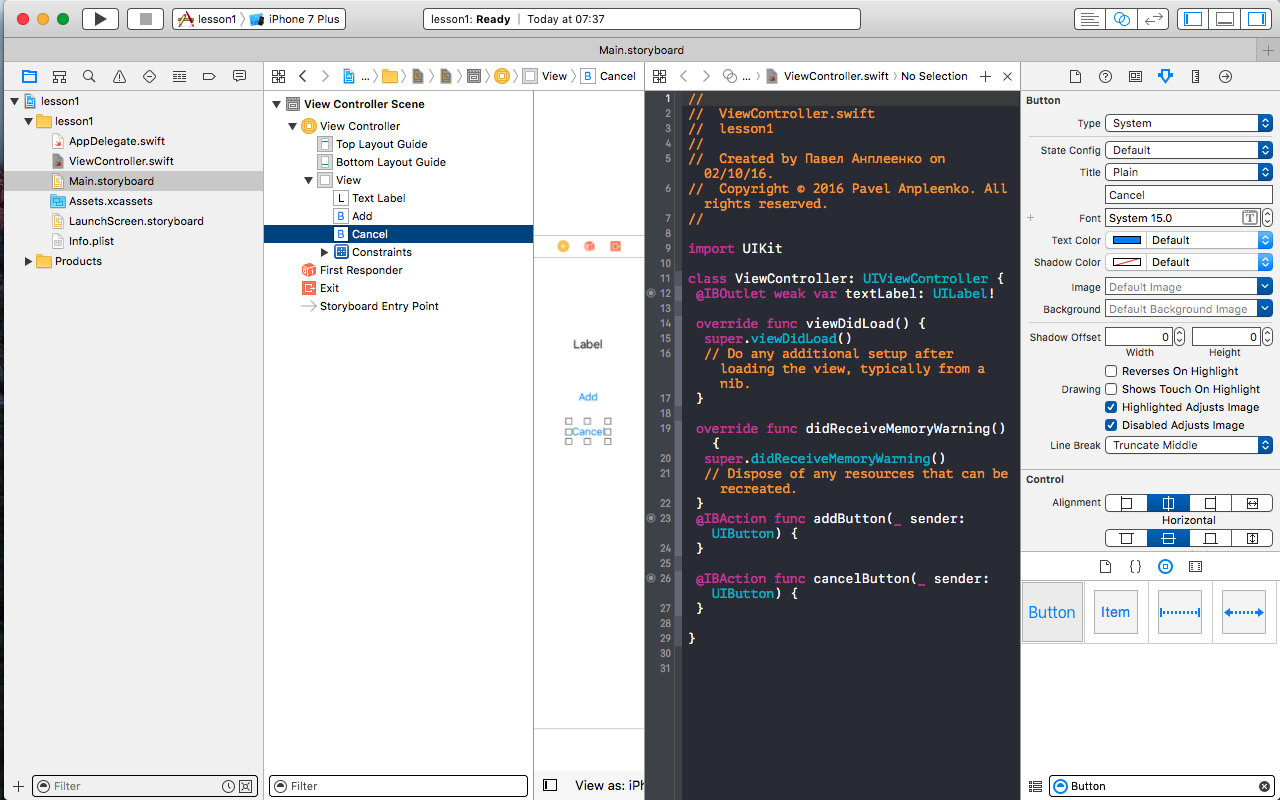 lesson1
iPhone 7 Plus
lesson1: Ready | Today at 07:37
Main.storyboard
lesson1
lesson1
AppDelegate.swift
ViewController.swift
Main.storyboard
Assets.xcassets
LaunchScreen.storyboard
Info.plist
Products
Filter
... View B Cancel
View Controller Scene
View Controller
Top Layout Guide
Bottom Layout Guide
View
L Text Label
B Add
B Cancel
Constraints
First Responder
Exit
Storyboard Entry Point
Filter
Label
Add
Cancel
View as: iPh
... ViewController.swift No Selection
1 //
2 //  ViewController.swift
3 //  lesson1
4 //
5 //  Created by Павел Анплеенко on
02/10/16.
6 //  Copyright © 2016 Pavel Anpleenko. All
rights reserved.
7 //
8
9 import UIKit
10
11 class ViewController: UIViewController {
12 @IBOutlet weak var textLabel: UILabel!
13
14 override func viewDidLoad() {
15 super.viewDidLoad()
16 // Do any additional setup after
loading the view, typically from a
nib.
17 }
18
19 override func didReceiveMemoryWarning()
{
20 super.didReceiveMemoryWarning()
21 // Dispose of any resources that can be
recreated.
22 }
23 @IBAction func addButton(_ sender:
UIButton) {
24 }
25
26 @IBAction func cancelButton(_ sender:
UIButton) {
27 }
28
29 }
30
31
Button
Type System
State Config Default
Title Plain
Cancel
Font System 15.0 T
Text Color Default
Shadow Color Default
Image Default Image
Background Default Background Image
Shadow Offset 0 0
Width Height
Reverses On Highlight
Drawing Shows Touch On Highlight
Highlighted Adjusts Image
Disabled Adjusts Image
Line Break Truncate Middle
Control
Alignment
Horizontal
{}
Button Item
Button